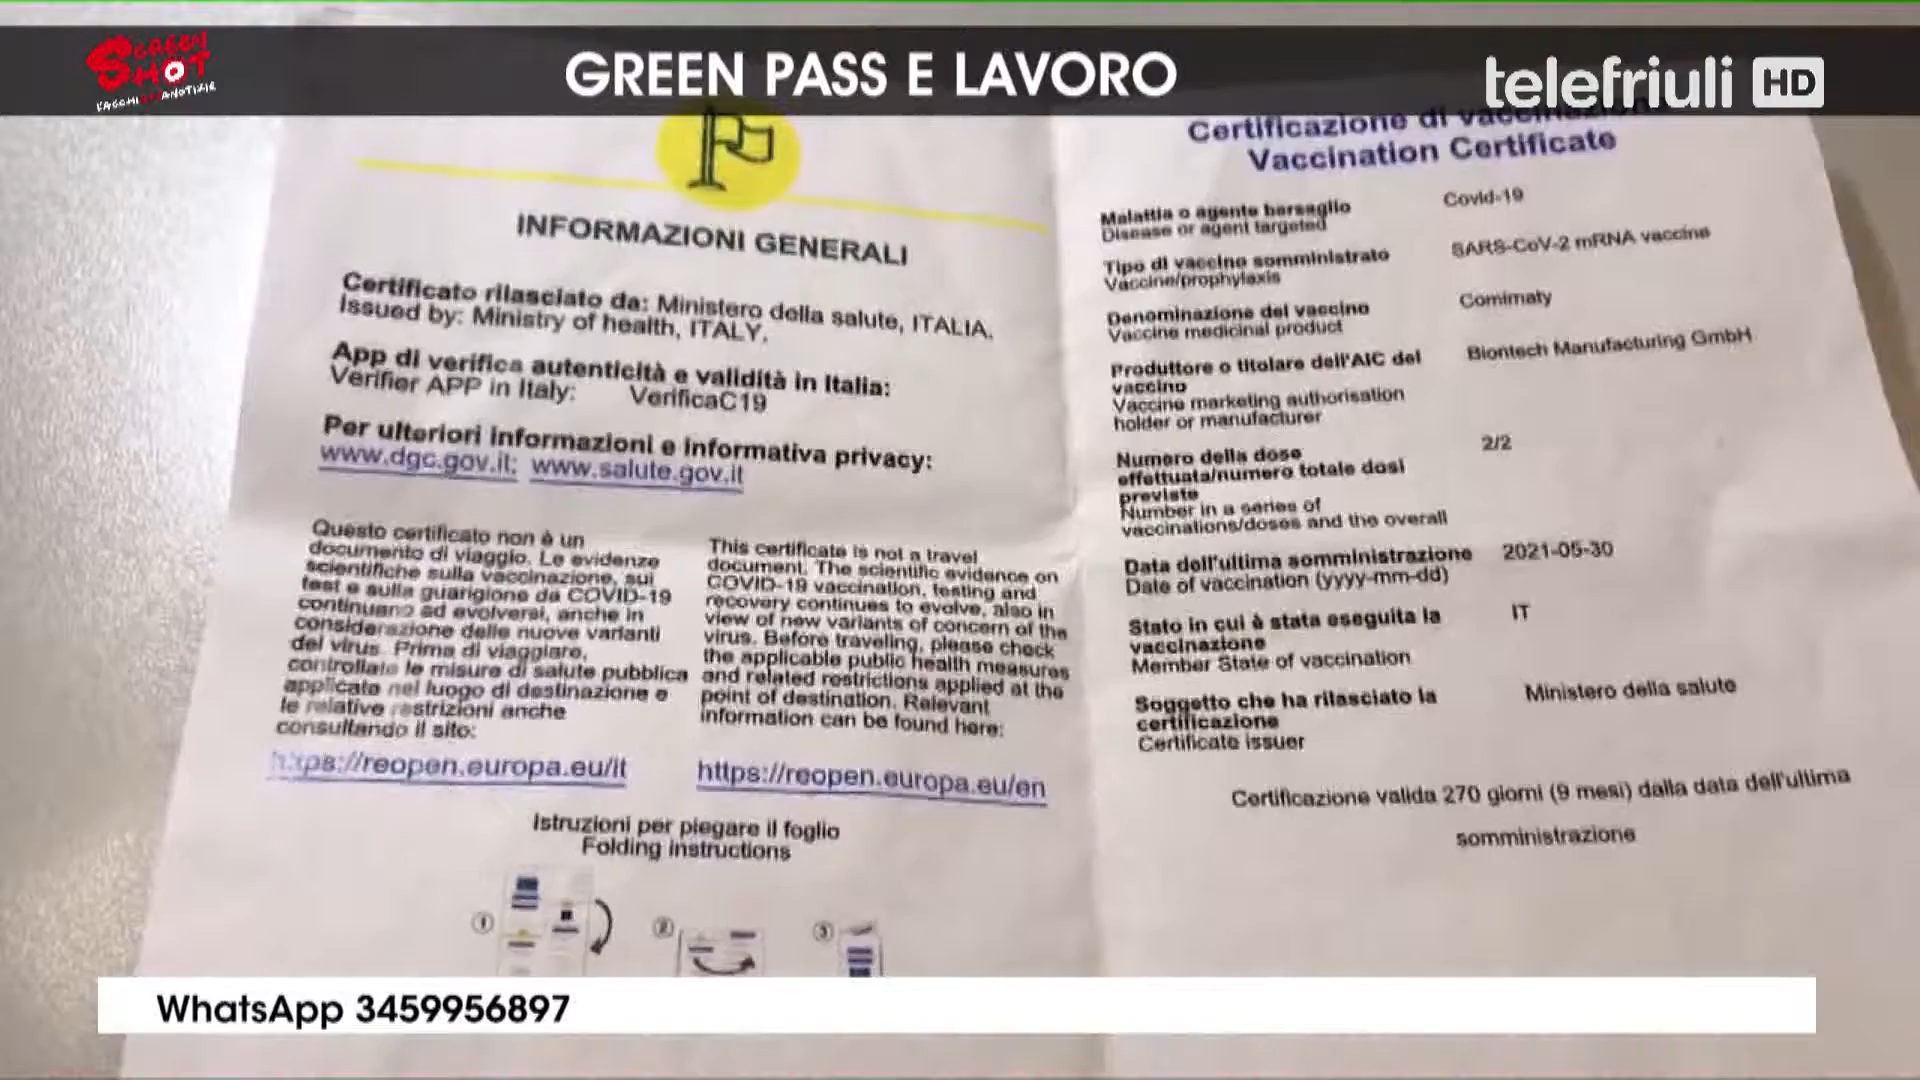 SCREEN
SHOT
L'ACCHIAPPANOTIZIE
GREEN PASS E LAVORO
telefriuli HD
INFORMAZIONI GENERALI
Certificato rilasciato da: Ministero della salute, ITALIA.
Issued by: Ministry of health, ITALY.
App di verifica autenticità e validità in Italia:
Verifier APP in Italy: VerificaC19
Per ulteriori informazioni e informativa privacy:
www.dgc.gov.it; www.salute.gov.it
Questo certificato non è un
documento di viaggio. Le evidenze
scientifiche sulla vaccinazione, sui
test e sulla guarigione da COVID-19
continuano ad evolversi, anche in
considerazione delle nuove varianti
del virus. Prima di viaggiare,
controllate le misure di salute pubblica
applicate nel luogo di destinazione e
le relative restrizioni anche
consultando il sito:
https://reopen.europa.eu/it
This certificate is not a travel
document. The scientific evidence on
COVID-19 vaccination, testing and
recovery continues to evolve, also in
view of new variants of concern of the
virus. Before traveling, please check
the applicable public health measures
and related restrictions applied at the
point of destination. Relevant
information can be found here:
https://reopen.europa.eu/en
Istruzioni per piegare il foglio
Folding instructions
1 2 3
Certificazione di vaccinazione
Vaccination Certificate
Malattia o agente bersaglio Covid-19
Disease or agent targeted
Tipo di vaccino somministrato SARS-CoV-2 mRNA vaccine
Vaccine/prophylaxis
Denominazione del vaccino Comirnaty
Vaccine medicinal product
Produttore o titolare dell'AIC del Biontech Manufacturing GmbH
vaccino
Vaccine marketing authorisation
holder or manufacturer
Numero della dose 2/2
effettuata/numero totale dosi
previste
Number in a series of
vaccinations/doses and the overall
Data dell'ultima somministrazione 2021-05-30
Date of vaccination (yyyy-mm-dd)
Stato in cui è stata eseguita la IT
vaccinazione
Member State of vaccination
Soggetto che ha rilasciato la Ministero della salute
certificazione
Certificate issuer
Certificazione valida 270 giorni (9 mesi) dalla data dell'ultima
somministrazione
WhatsApp 3459956897